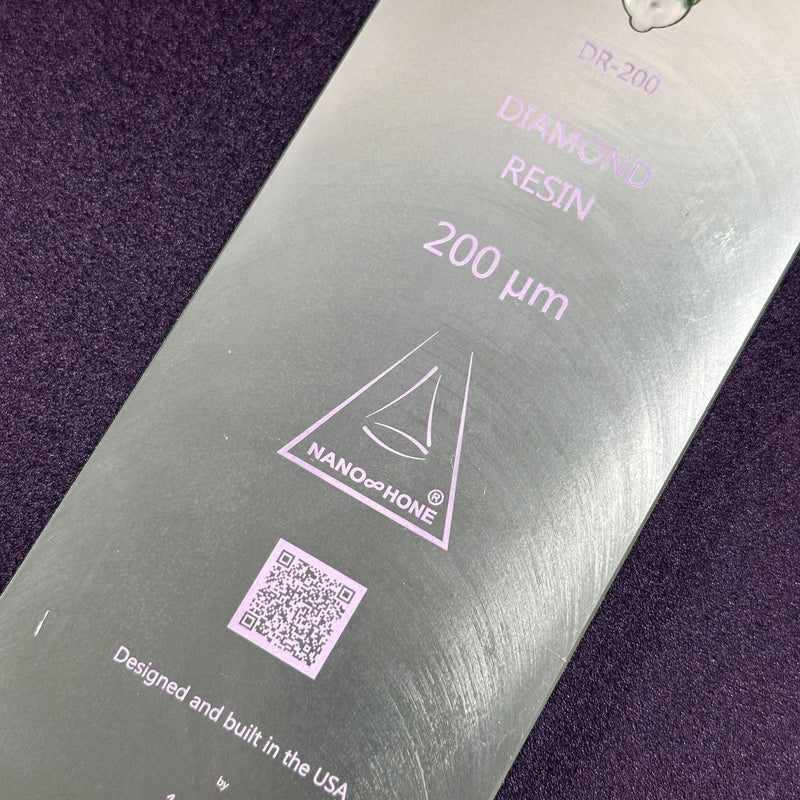 DR-200
DIAMOND
RESIN
200 μm
NANO∞HONE®
Designed and built in the USA
by